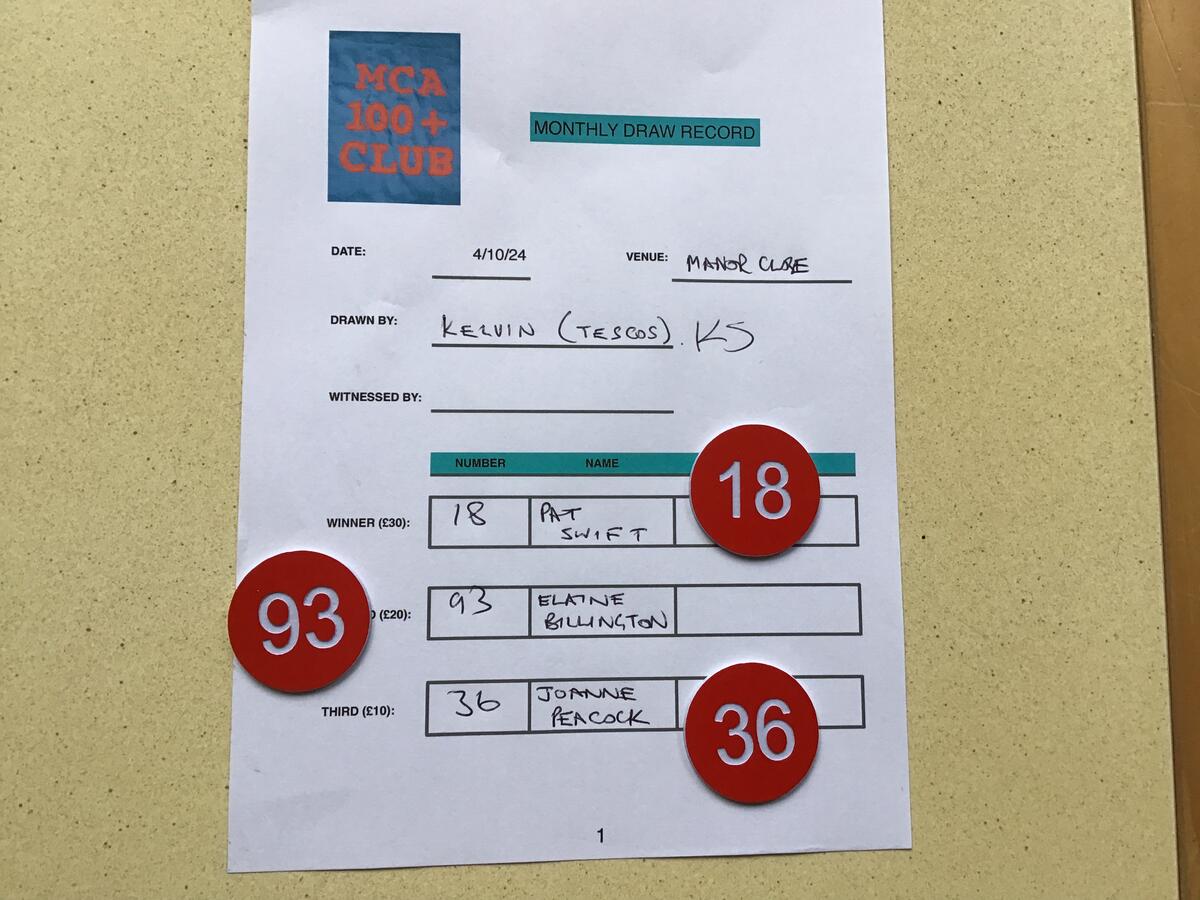 MCA
100+
CLUB
MONTHLY DRAW RECORD
DATE: 4/10/24 VENUE: MANOR CLOSE
DRAWN BY: KELVIN (TESCOS). KS
WITNESSED BY:
NUMBER NAME
18
WINNER (£30): 18 PAT SWIFT
93
(£20): 93 ELAINE BILLINGTON
THIRD (£10): 36 JOANNE PEACOCK
36
1